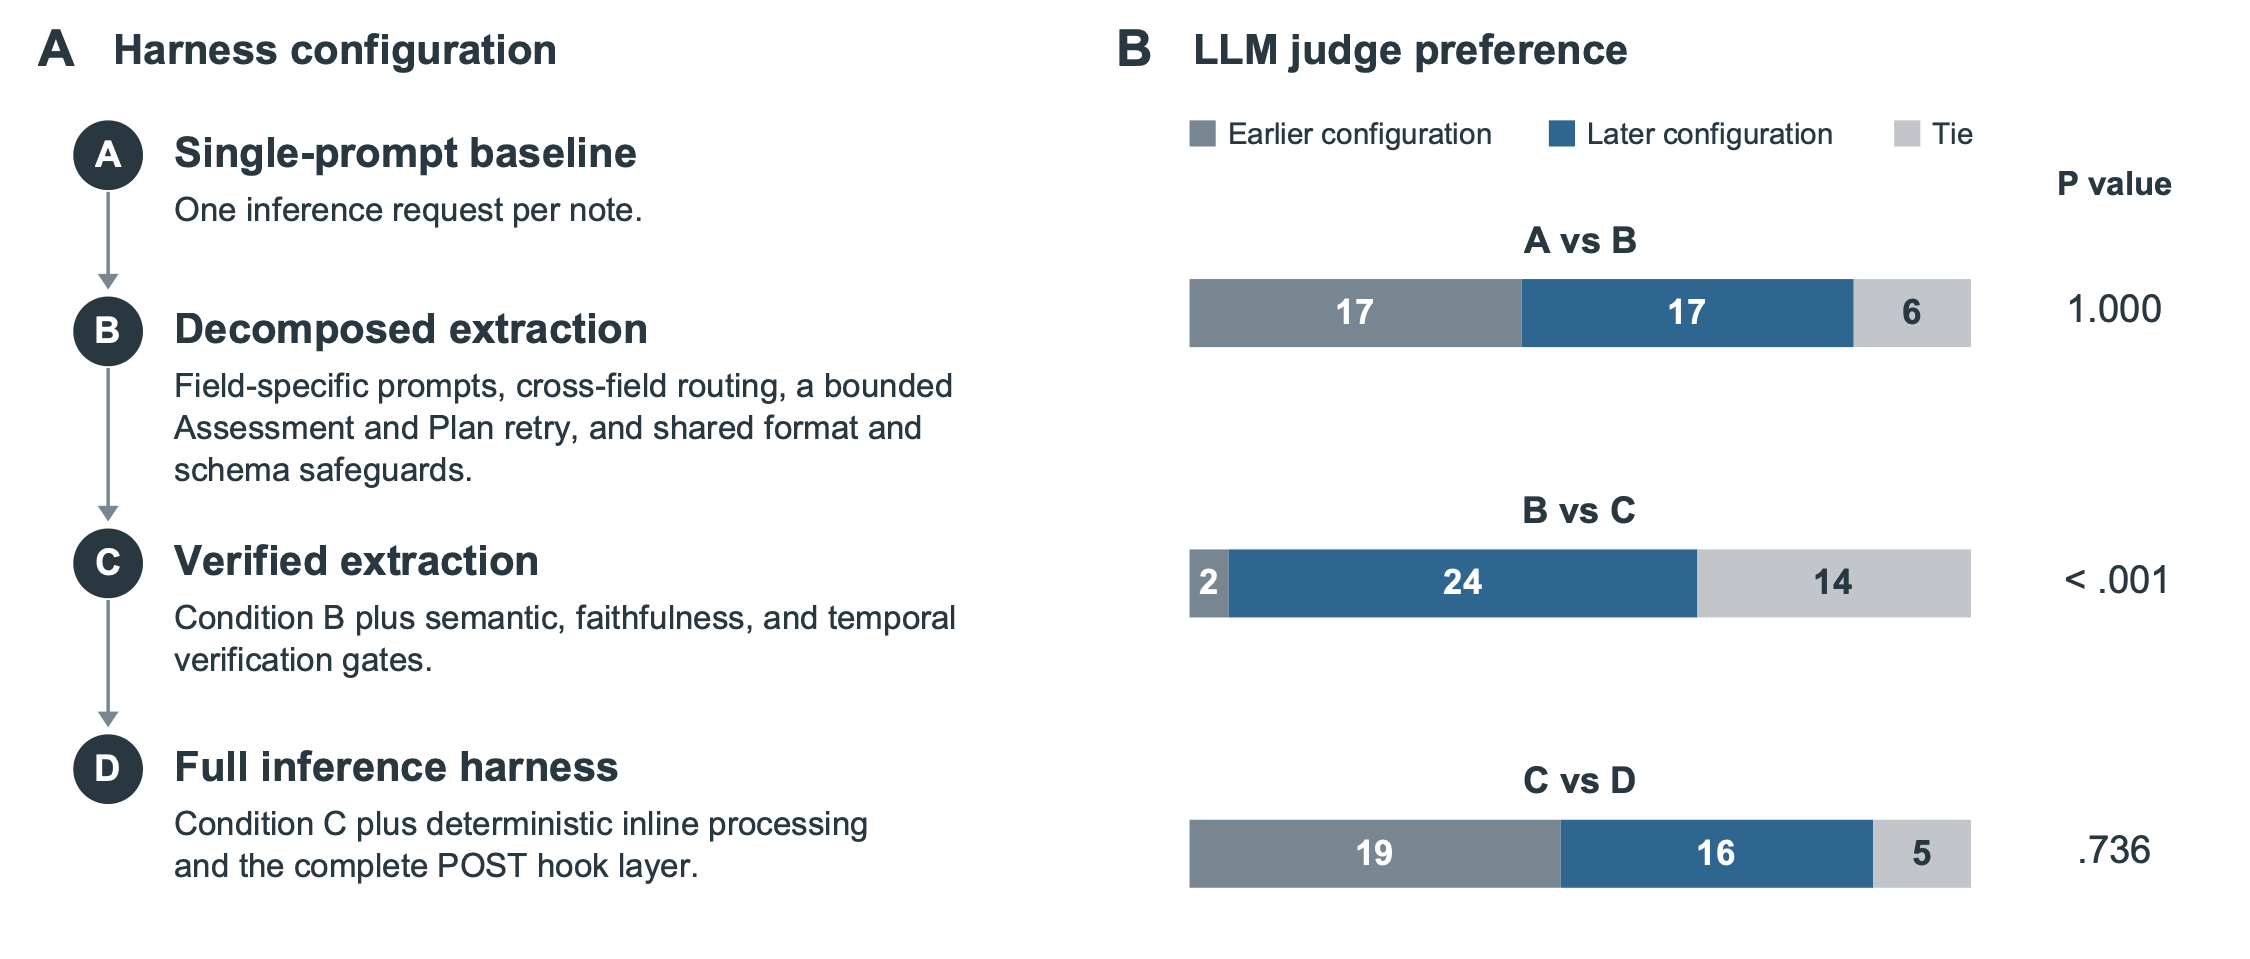 A Harness configuration
A Single-prompt baseline
One inference request per note.
B Decomposed extraction
Field-specific prompts, cross-field routing, a bounded
Assessment and Plan retry, and shared format and
schema safeguards.
C Verified extraction
Condition B plus semantic, faithfulness, and temporal
verification gates.
D Full inference harness
Condition C plus deterministic inline processing
and the complete POST hook layer.
B LLM judge preference
Earlier configuration Later configuration Tie
P value
A vs B
17 17 6 1.000
B vs C
2 24 14 < .001
C vs D
19 16 5 .736